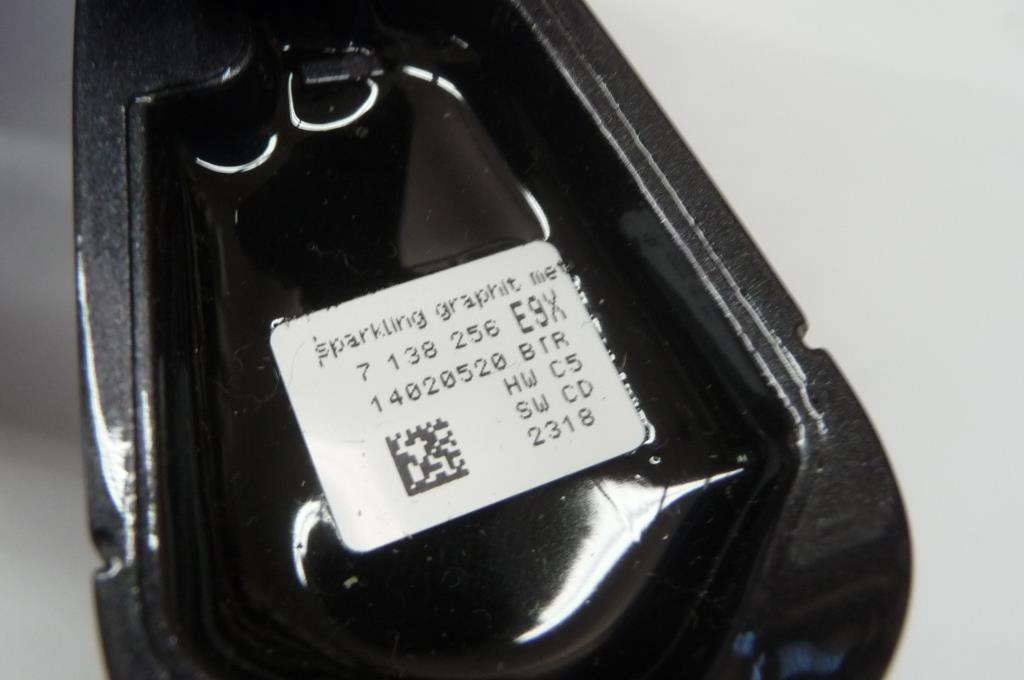 sparkling graphit met
7 138 256 E9X
14020520 BTR
HW C5
SW CD
2318